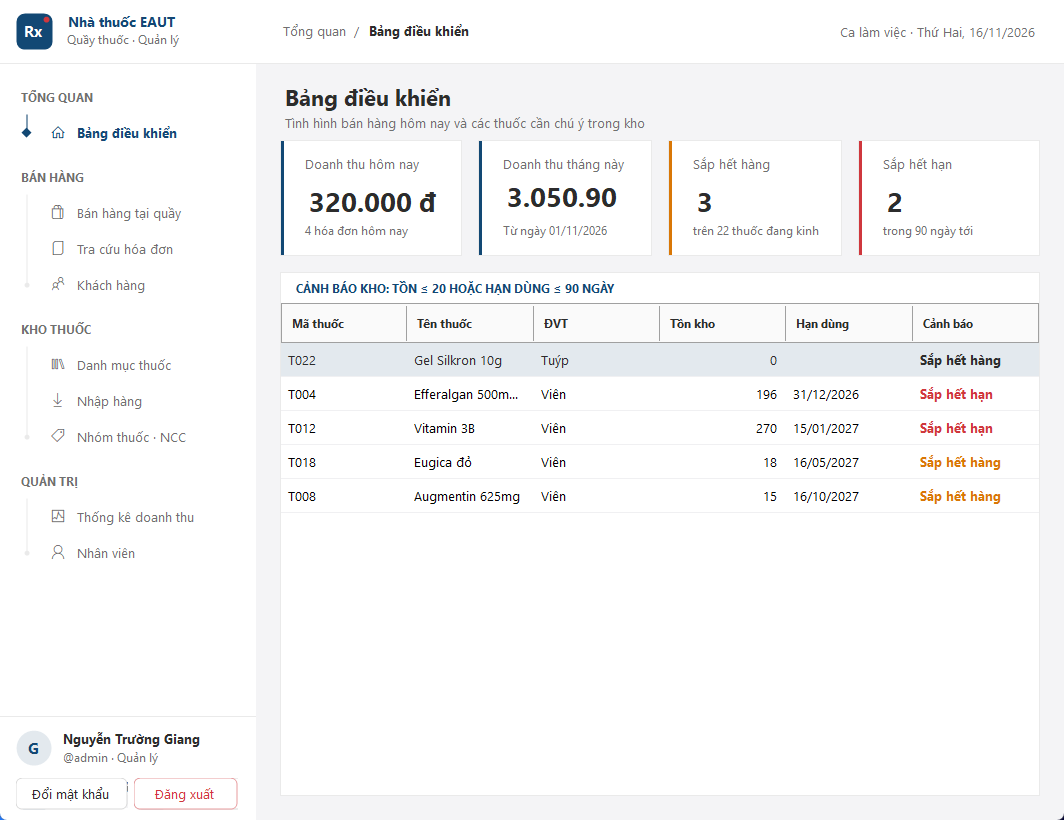 Rx
Nhà thuốc EAUT
Quầy thuốc · Quản lý
Tổng quan / Bảng điều khiển
Ca làm việc · Thứ Hai, 16/11/2026
TỔNG QUAN
Bảng điều khiển
BÁN HÀNG
Bán hàng tại quầy
Tra cứu hóa đơn
Khách hàng
KHO THUỐC
Danh mục thuốc
Nhập hàng
Nhóm thuốc · NCC
QUẢN TRỊ
Thống kê doanh thu
Nhân viên
G
Nguyễn Trường Giang
@admin · Quản lý
Đổi mật khẩu
Đăng xuất
Bảng điều khiển
Tình hình bán hàng hôm nay và các thuốc cần chú ý trong kho
Doanh thu hôm nay
320.000 đ
4 hóa đơn hôm nay
Doanh thu tháng này
3.050.90
Từ ngày 01/11/2026
Sắp hết hàng
3
trên 22 thuốc đang kinh
Sắp hết hạn
2
trong 90 ngày tới
CẢNH BÁO KHO: TỒN ≤ 20 HOẶC HẠN DÙNG ≤ 90 NGÀY
Mã thuốc Tên thuốc ĐVT Tồn kho Hạn dùng Cảnh báo
T022 Gel Silkron 10g Tuýp 0 Sắp hết hàng
T004 Efferalgan 500m... Viên 196 31/12/2026 Sắp hết hạn
T012 Vitamin 3B Viên 270 15/01/2027 Sắp hết hạn
T018 Eugica đỏ Viên 18 16/05/2027 Sắp hết hàng
T008 Augmentin 625mg Viên 15 16/10/2027 Sắp hết hàng